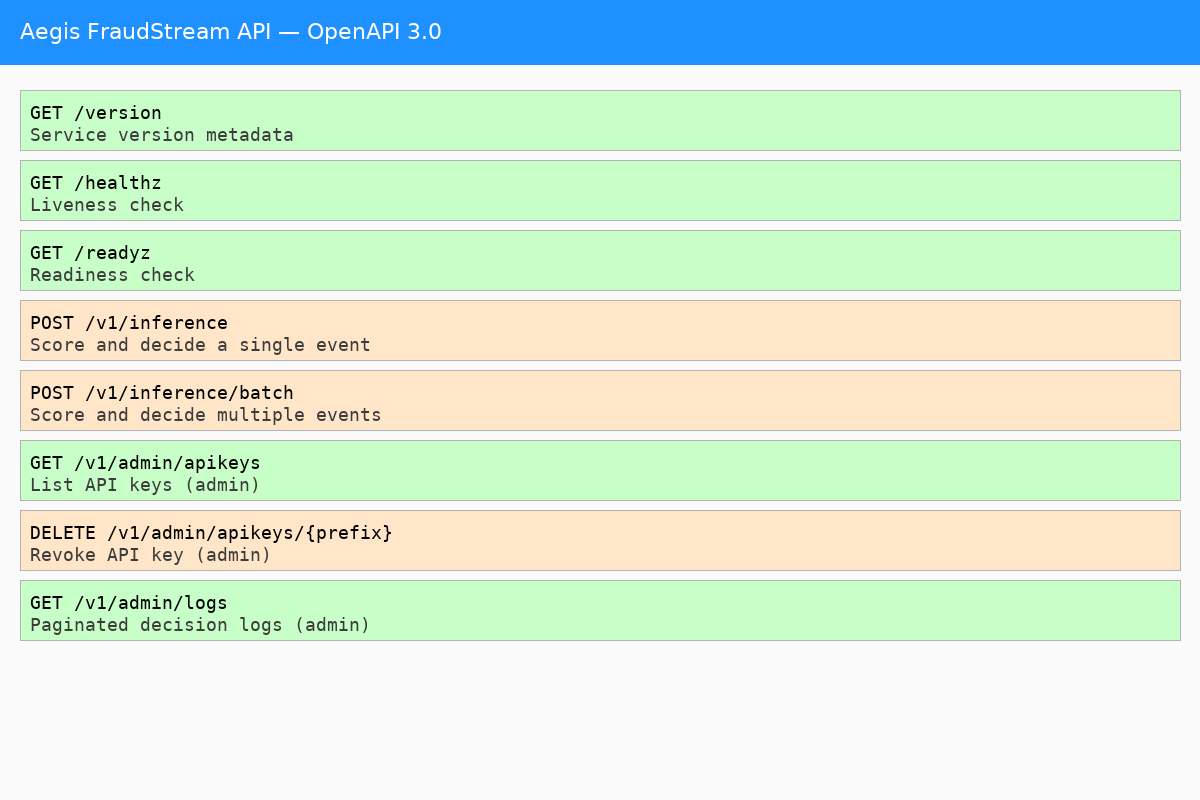 Aegis FraudStream API — OpenAPI 3.0
GET /version
Service version metadata
GET /healthz
Liveness check
GET /readyz
Readiness check
POST /v1/inference
Score and decide a single event
POST /v1/inference/batch
Score and decide multiple events
GET /v1/admin/apikeys
List API keys (admin)
DELETE /v1/admin/apikeys/{prefix}
Revoke API key (admin)
GET /v1/admin/logs
Paginated decision logs (admin)